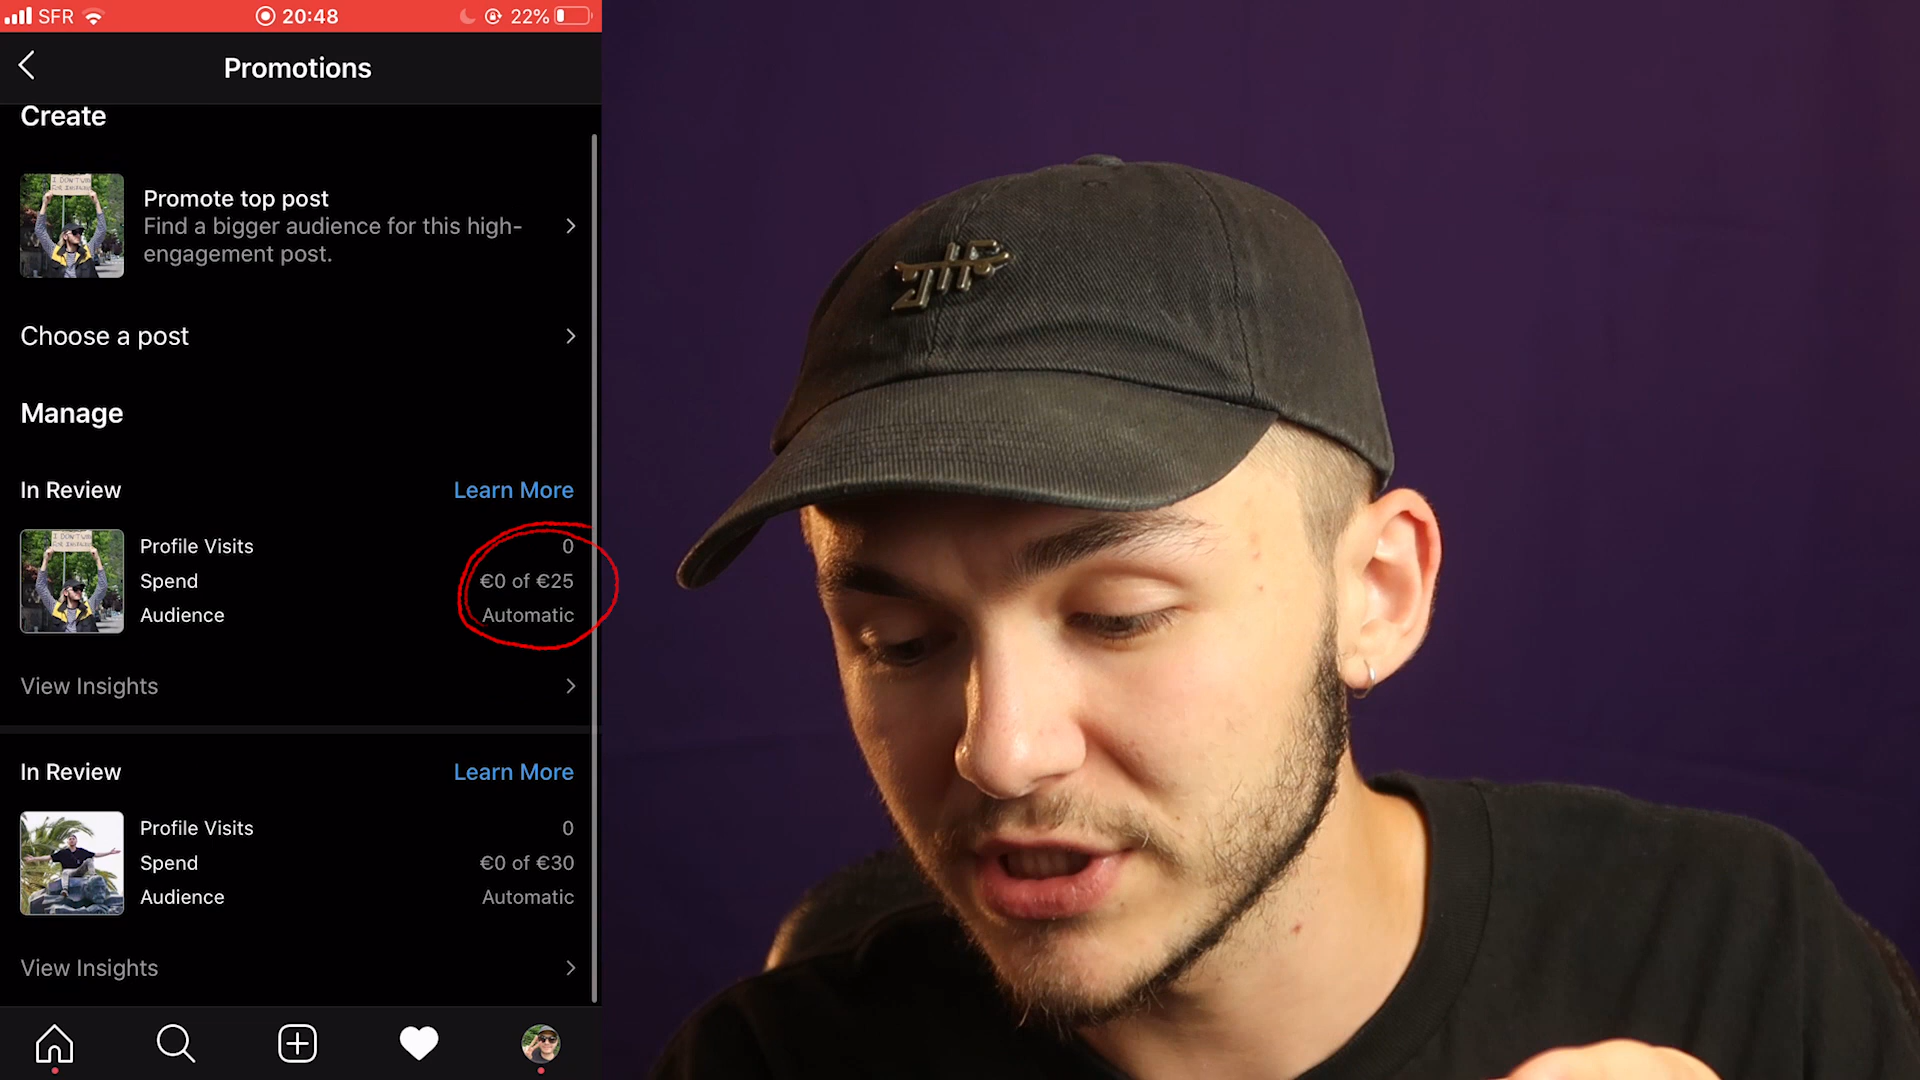 SFR
20:48
22%
Promotions
Create
I DON'T
Promote top post
Find a bigger audience for this high-
engagement post.
Choose a post
Manage
In Review
Learn More
I DON'T
Profile Visits
0
Spend
€0 of €25
Audience
Automatic
View Insights
In Review
Learn More
Profile Visits
0
Spend
€0 of €30
Audience
Automatic
View Insights